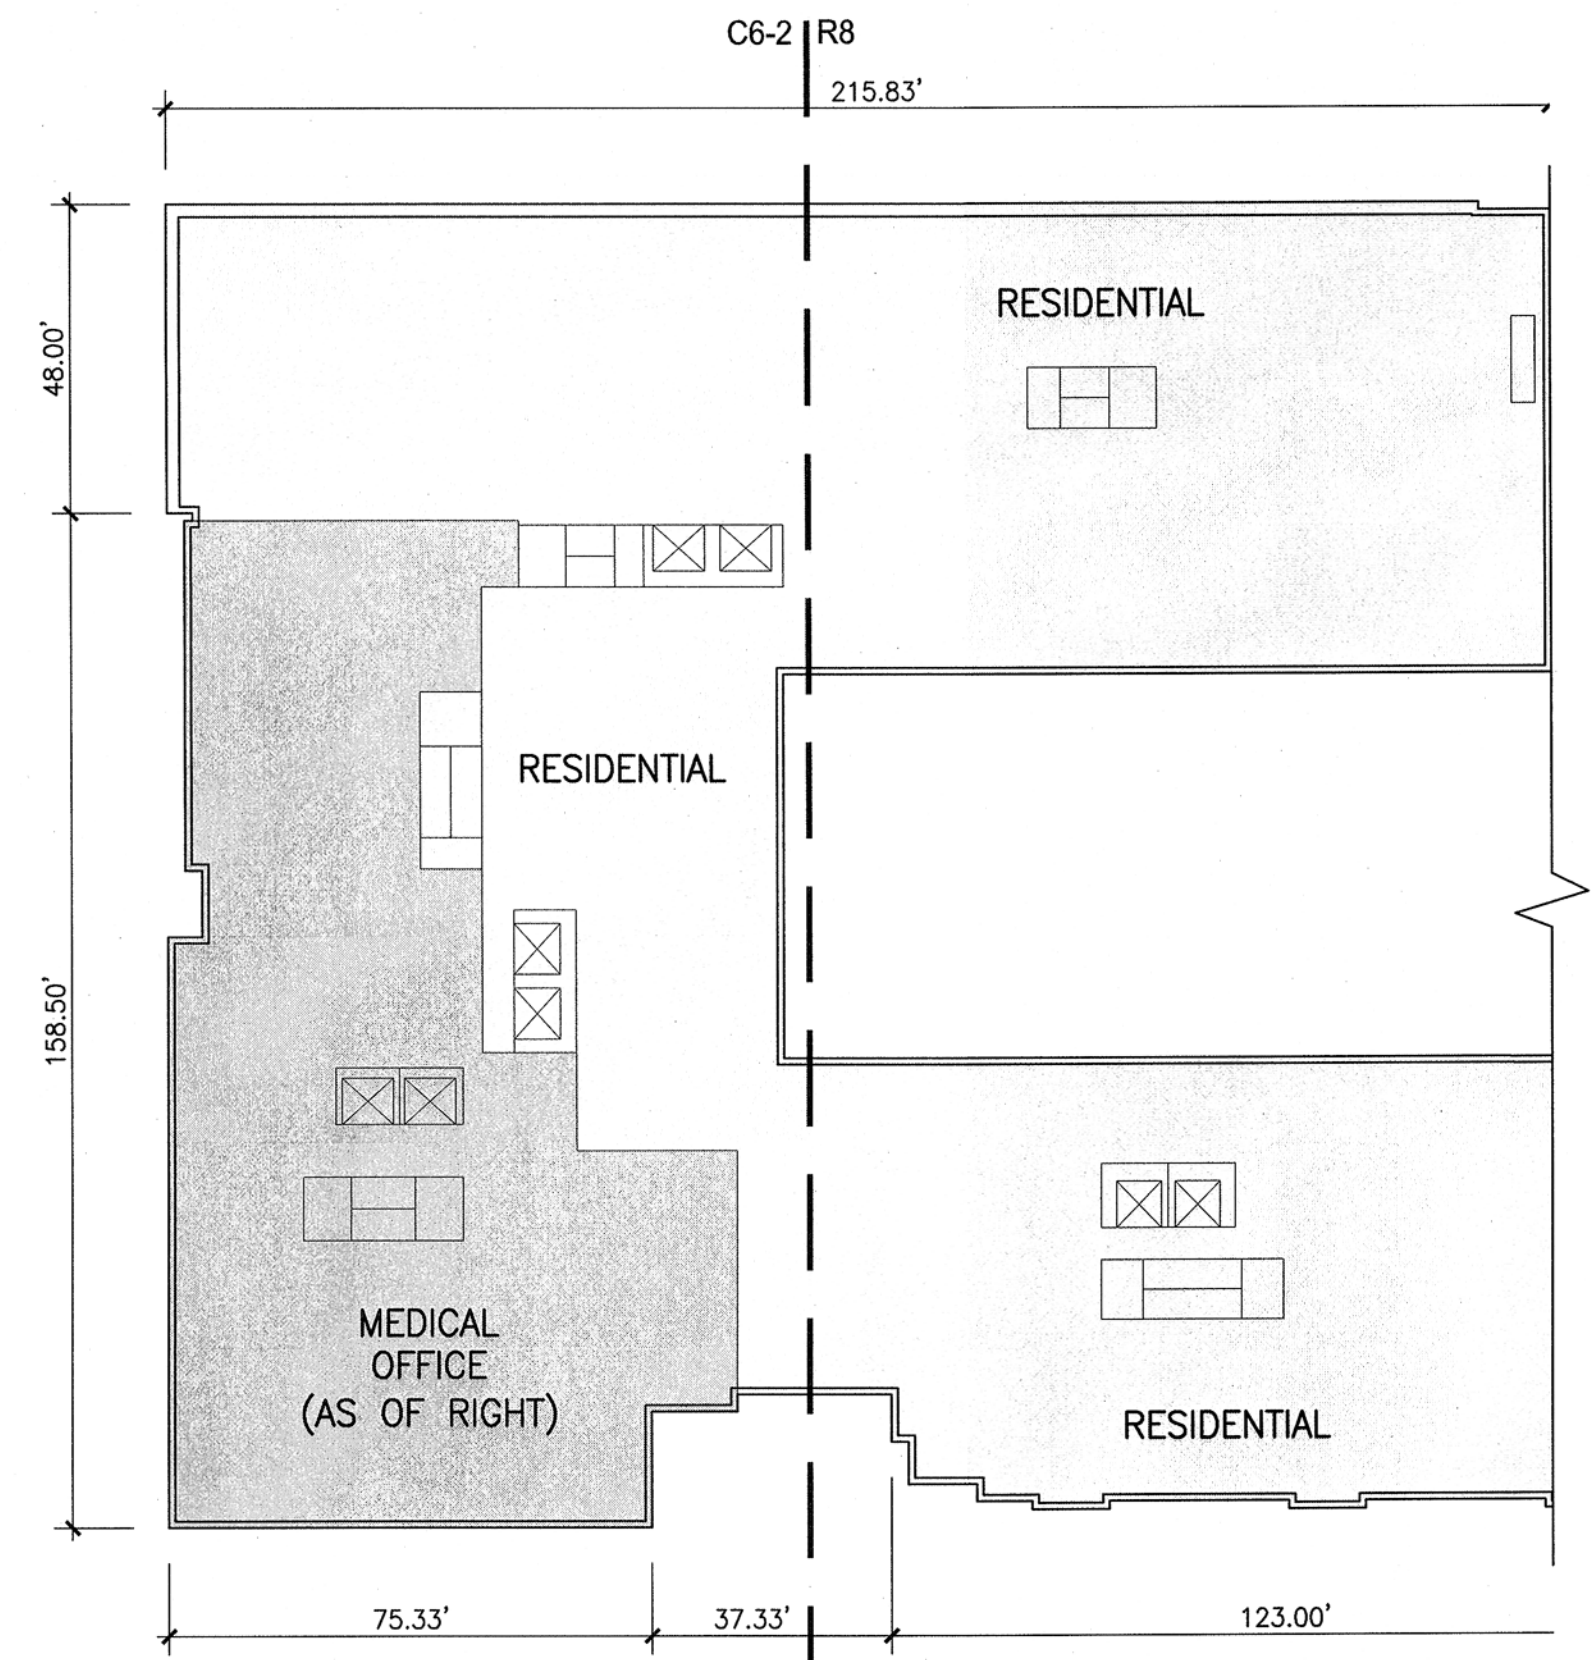 C6-2 R8
215.83'
RESIDENTIAL
48.00'
RESIDENTIAL
158.50'
MEDICAL
OFFICE
(AS OF RIGHT)
RESIDENTIAL
75.33'
37.33'
123.00'